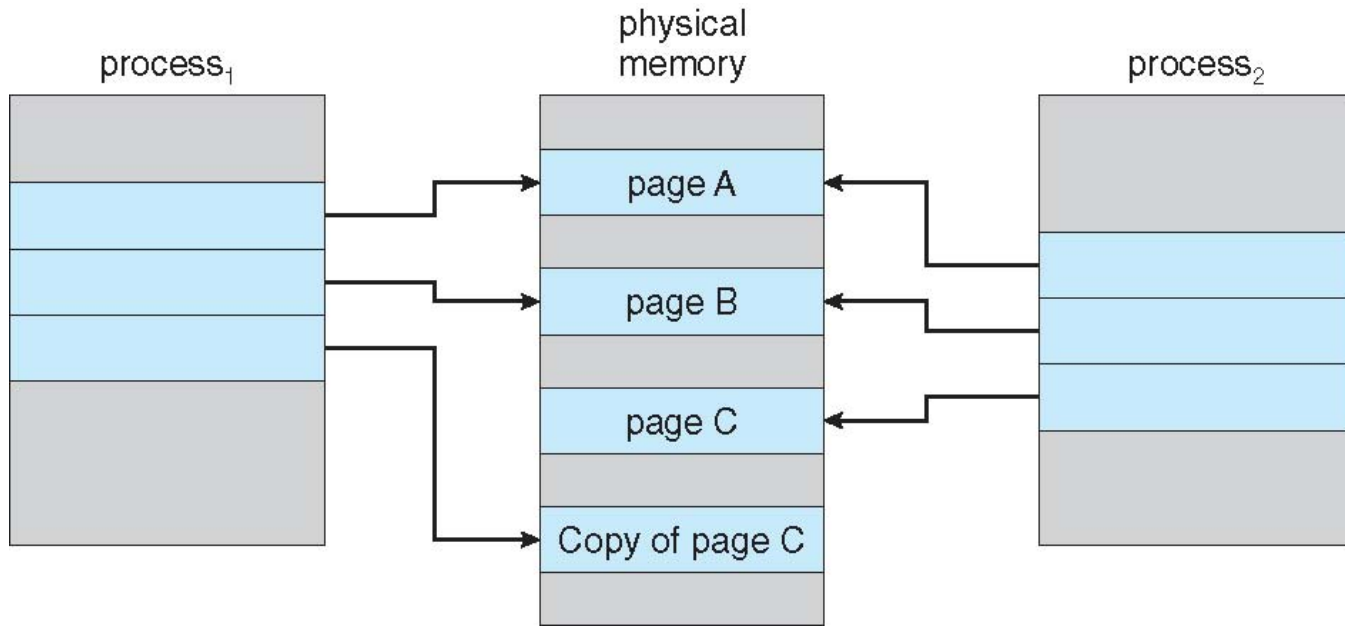 process₁
physical
memory
process₂
page A
page B
page C
Copy of page C